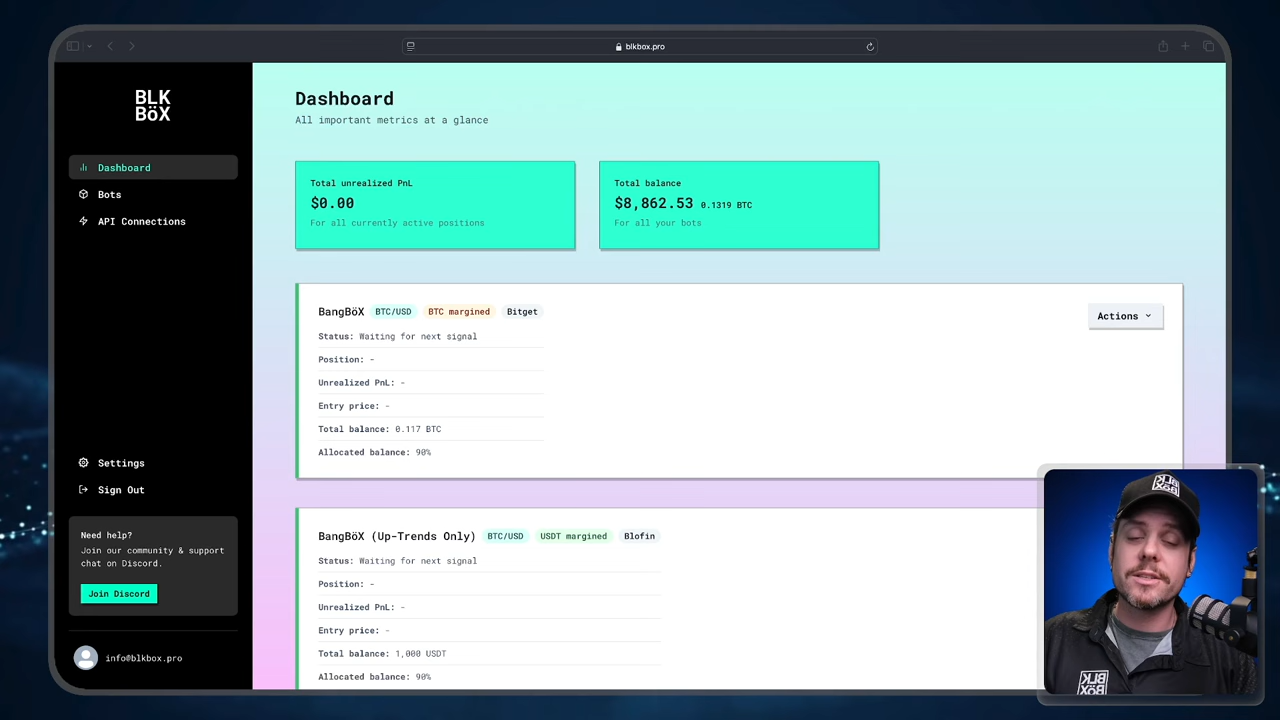 blkbox.pro
BLK
BöX
Dashboard
Bots
API Connections
Settings
Sign Out
Need help?
Join our community & support
chat on Discord.
Join Discord
info@blkbox.pro
Dashboard
All important metrics at a glance
Total unrealized PnL
$0.00
For all currently active positions
Total balance
$8,862.53 0.1319 BTC
For all your bots
BangBöX BTC/USD BTC margined Bitget
Actions
Status: Waiting for next signal
Position: -
Unrealized PnL: -
Entry price: -
Total balance: 0.117 BTC
Allocated balance: 90%
BangBöX (Up-Trends Only) BTC/USD USDT margined Blofin
Status: Waiting for next signal
Position: -
Unrealized PnL: -
Entry price: -
Total balance: 1,000 USDT
Allocated balance: 90%
BLK
BöX
BLK
BöX